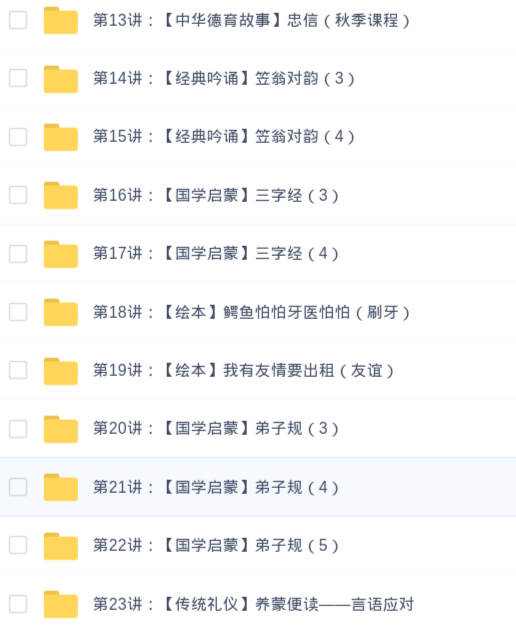 第13讲：【中华德育故事】忠信（秋季课程）
第14讲：【经典吟诵】笠翁对韵（3）
第15讲：【经典吟诵】笠翁对韵（4）
第16讲：【国学启蒙】三字经（3）
第17讲：【国学启蒙】三字经（4）
第18讲：【绘本】鳄鱼怕怕牙医怕怕（刷牙）
第19讲：【绘本】我有友情要出租（友谊）
第20讲：【国学启蒙】弟子规（3）
第21讲：【国学启蒙】弟子规（4）
第22讲：【国学启蒙】弟子规（5）
第23讲：【传统礼仪】养蒙便读——言语应对